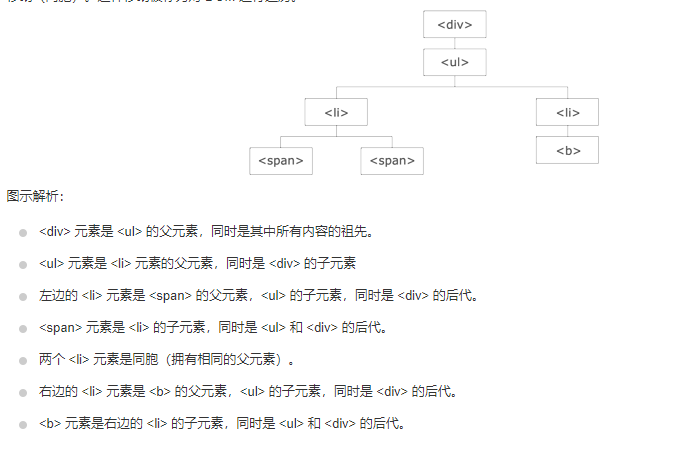 <div>
<ul>
<li> <li>
<span> <span> <b>
图示解析：
<div> 元素是 <ul> 的父元素，同时是其中所有内容的祖先。
<ul> 元素是 <li> 元素的父元素，同时是 <div> 的子元素
左边的 <li> 元素是 <span> 的父元素，<ul> 的子元素，同时是 <div> 的后代。
<span> 元素是 <li> 的子元素，同时是 <ul> 和 <div> 的后代。
两个 <li> 元素是同胞（拥有相同的父元素）。
右边的 <li> 元素是 <b> 的父元素，<ul> 的子元素，同时是 <div> 的后代。
<b> 元素是右边的 <li> 的子元素，同时是 <ul> 和 <div> 的后代。